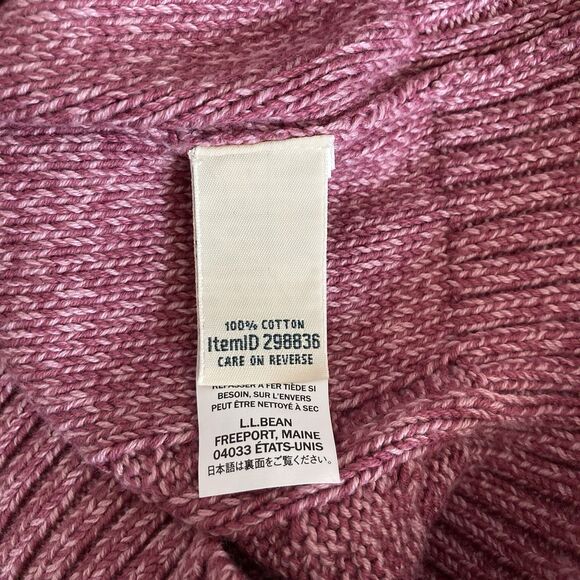 100% COTTON
ItemID 298836
CARE ON REVERSE
REPASSER A FER TIÈDE SI
BESOIN, SUR L'ENVERS
PEUT ÊTRE NETTOYÉ À SEC
L.L.BEAN
FREEPORT, MAINE
04033 ÉTATS-UNIS
日本語は裏面をご覧ください。